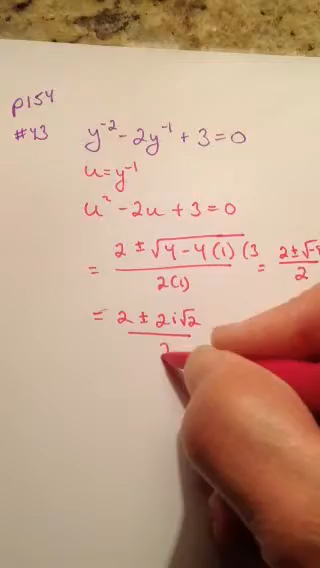 p154
#43 y⁻² - 2y⁻¹ + 3 = 0
u = y⁻¹
u² - 2u + 3 = 0
= 2 ± √4 - 4(1)(3 / 2(1) = 2 ± √- / 2
= 2 ± 2i√2 / 2